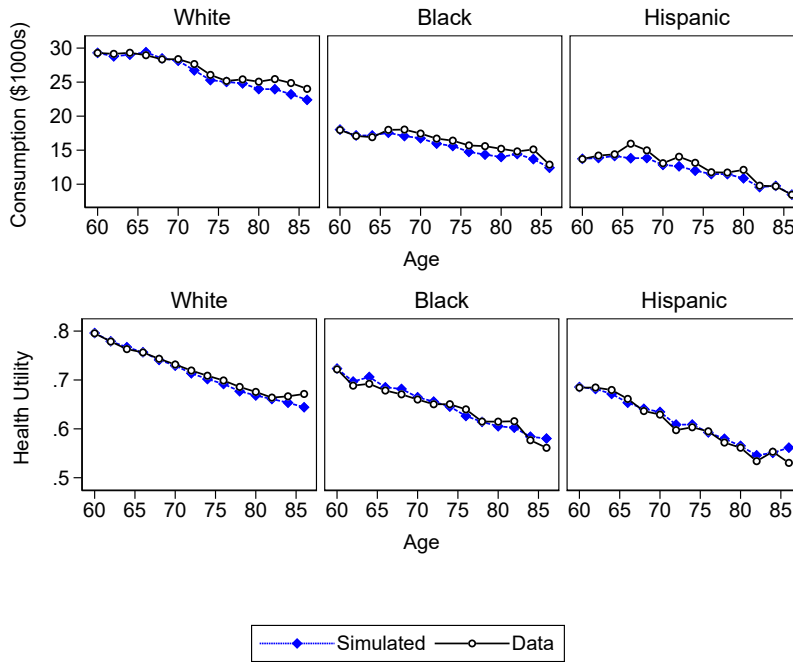 White Black Hispanic
Consumption ($1000s)
30
25
20
15
10
60 65 70 75 80 85 60 65 70 75 80 85 60 65 70 75 80 85
Age
White Black Hispanic
Health Utility
.8
.7
.6
.5
60 65 70 75 80 85 60 65 70 75 80 85 60 65 70 75 80 85
Age
Simulated Data